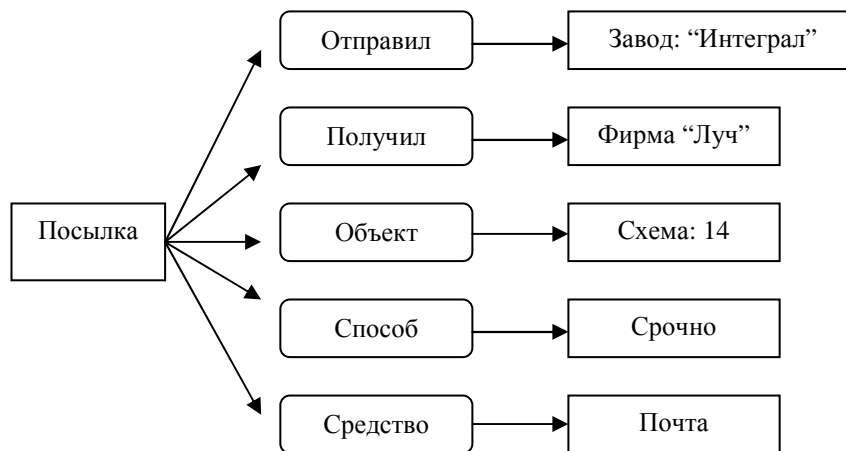 Отправил
Завод: “Интеграл”
Получил
Фирма “Луч”
Посылка
Объект
Схема: 14
Способ
Срочно
Средство
Почта